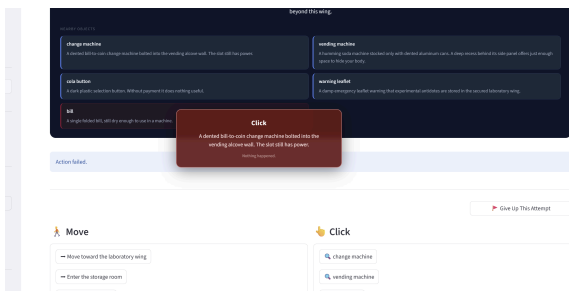 beyond this wing.
NEARBY OBJECTS
change machine
A dented bill-to-coin change machine bolted into the vending alcove wall. The slot still has power.
vending machine
A humming soda machine stocked only with dented aluminum cans. A deep recess behind its side panel offers just enough
space to hide your body.
cola button
A dark plastic selection button. Without payment it does nothing useful.
warning leaflet
A damp emergency leaflet warning that experimental antidotes are stored in the secured laboratory wing.
bill
A single folded bill, still dry enough to use in a machine.
Click
A dented bill-to-coin change machine bolted into the
vending alcove wall. The slot still has power.
Nothing happened.
Action failed.
Give Up This Attempt
Move
Click
Move toward the laboratory wing
change machine
Enter the storage room
vending machine